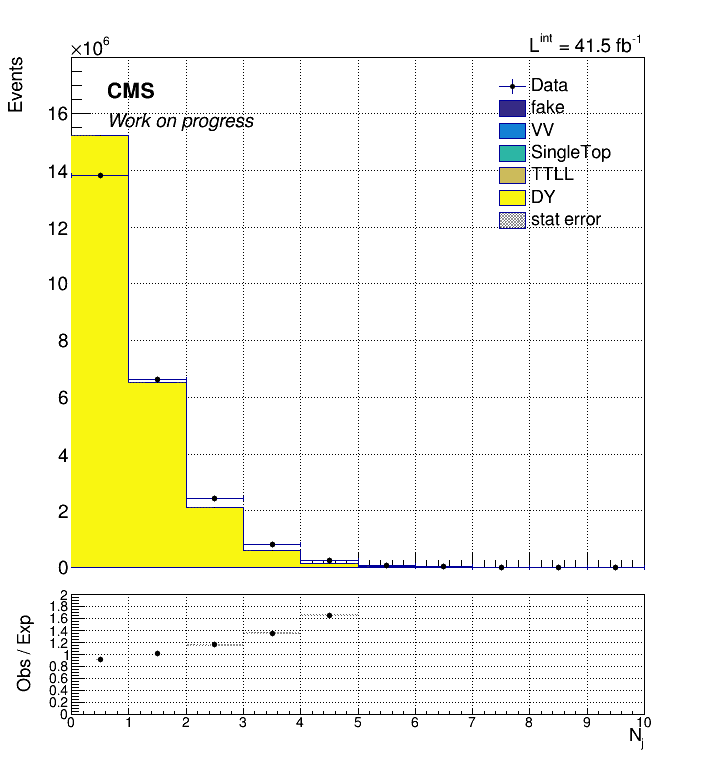 ×10⁶
L^int = 41.5 fb⁻¹
Events
CMS
Work on progress
Data
fake
VV
SingleTop
TTLL
DY
stat error
16
14
12
10
8
6
4
2
0
Obs / Exp
2
1.8
1.6
1.4
1.2
1
0.8
0.6
0.4
0.2
0
0 1 2 3 4 5 6 7 8 9 10
N_j